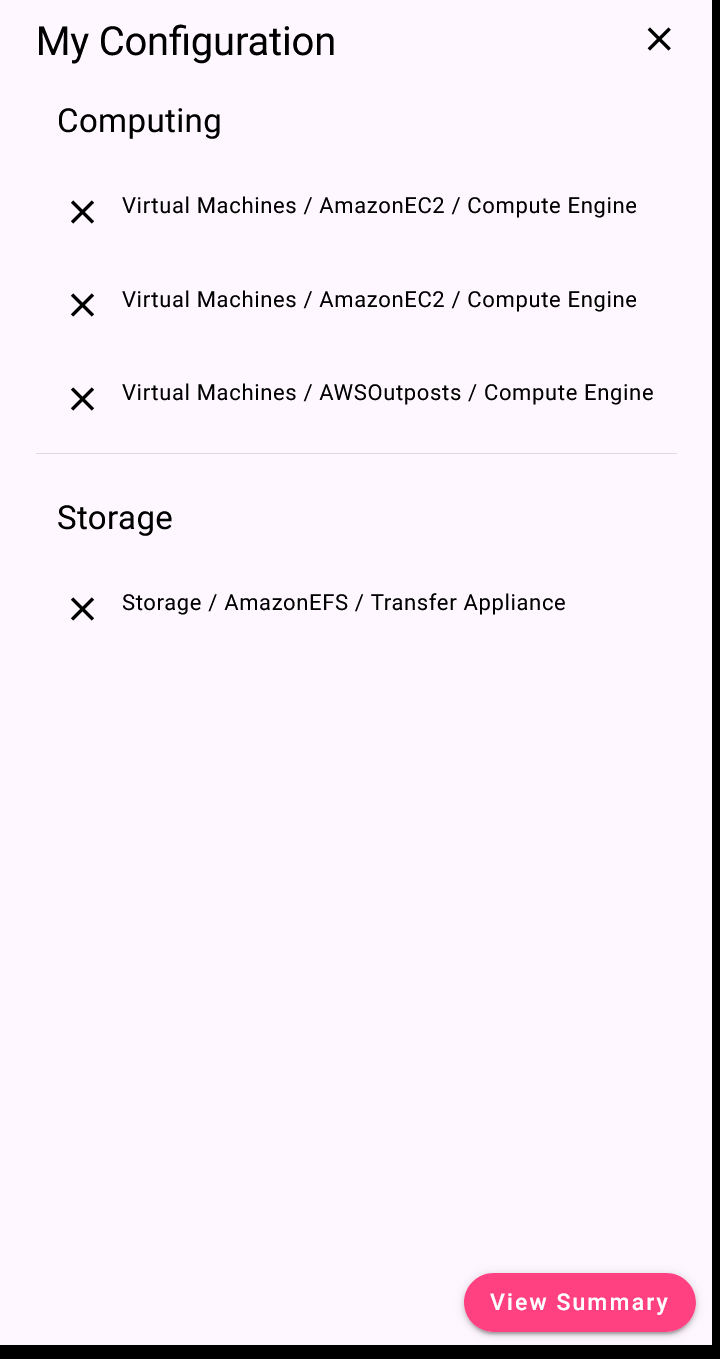 My Configuration
Computing
Virtual Machines / AmazonEC2 / Compute Engine
Virtual Machines / AmazonEC2 / Compute Engine
Virtual Machines / AWSOutposts / Compute Engine
Storage
Storage / AmazonEFS / Transfer Appliance
View Summary